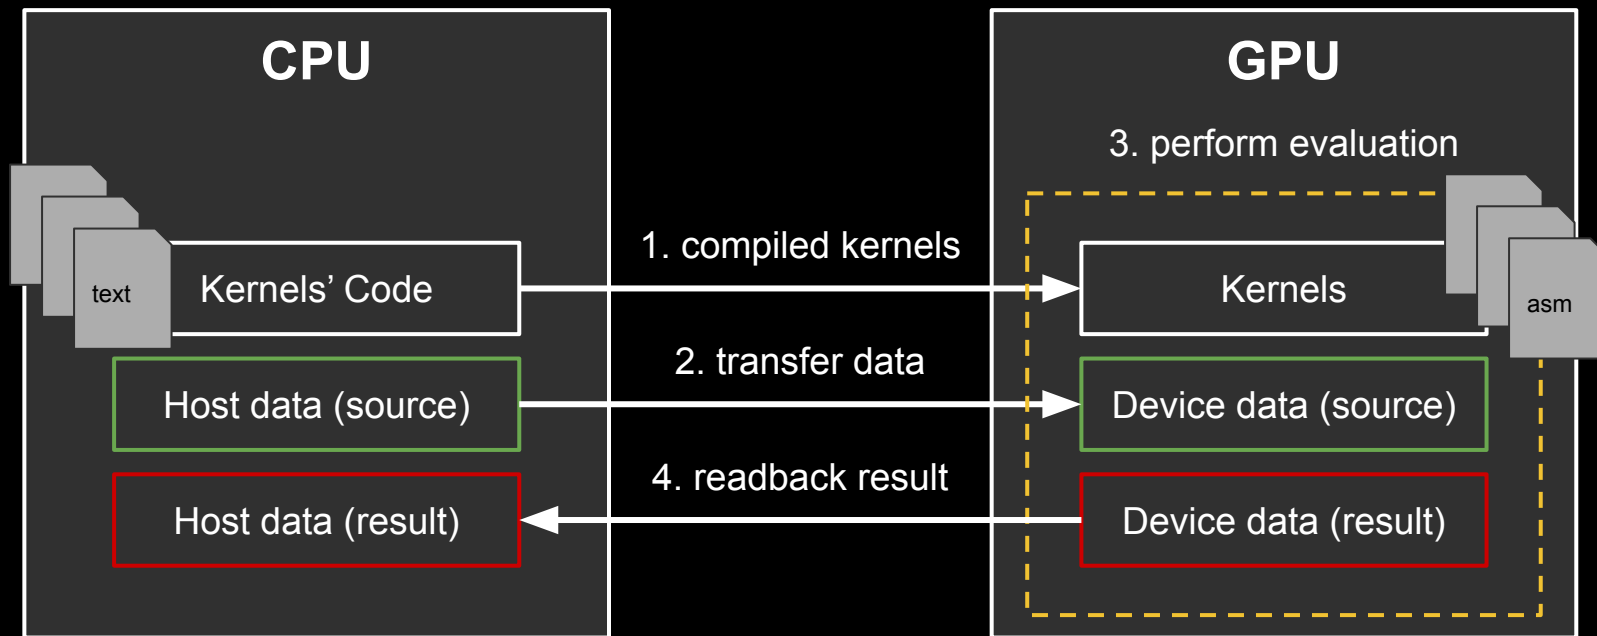 CPU
GPU
3. perform evaluation
1. compiled kernels
text
Kernels’ Code
Kernels
asm
2. transfer data
Host data (source)
Device data (source)
4. readback result
Host data (result)
Device data (result)